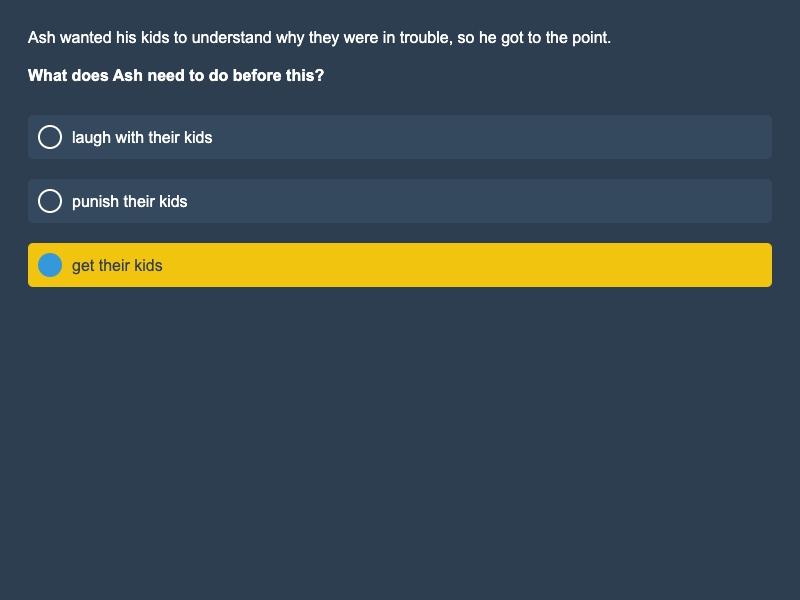 Ash wanted his kids to understand why they were in trouble, so he got to the point.
What does Ash need to do before this?
laugh with their kids
punish their kids
get their kids